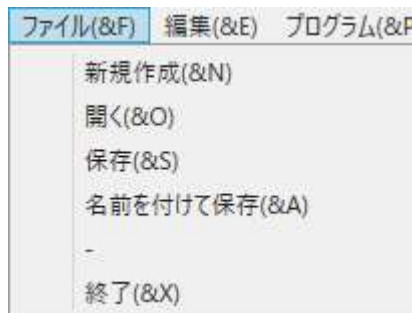 ファイル(&F) 編集(&E) プログラム(&P
新規作成(&N)
開く(&O)
保存(&S)
名前を付けて保存(&A)
-
終了(&X)